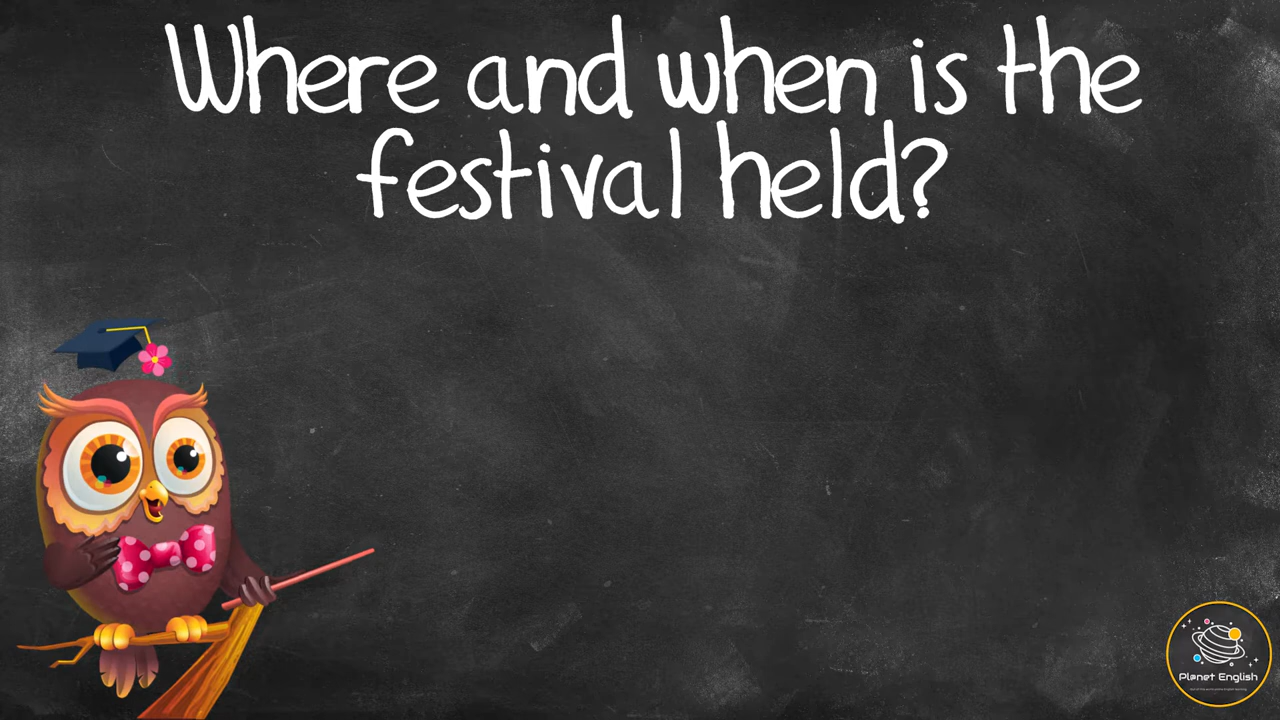 Where and when is the
festival held?
Planet English